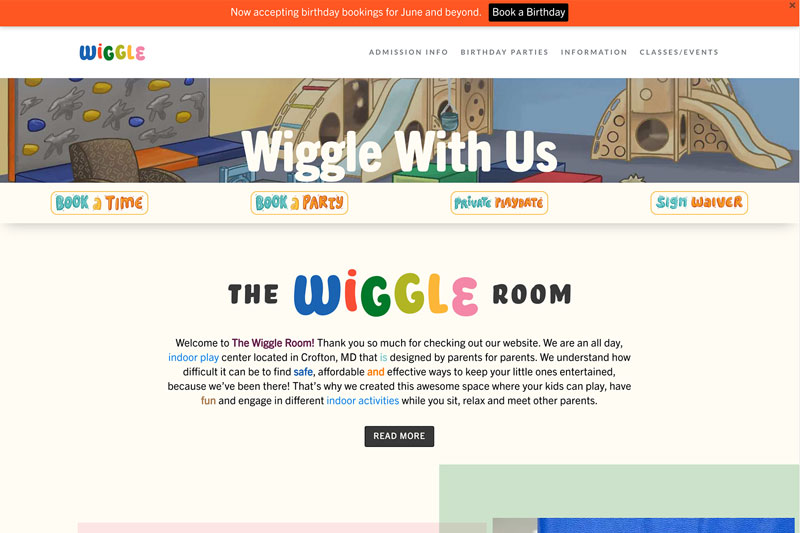 Now accepting birthday bookings for June and beyond. Book a Birthday
WiGGLE
ADMISSION INFO BIRTHDAY PARTIES INFORMATION CLASSES/EVENTS
Wiggle With Us
BOOK a TIME BOOK a PARTY PRIVATE PLAYDATE SIGN WAIVER
THE WiGGLE ROOM
Welcome to The Wiggle Room! Thank you so much for checking out our website. We are an all day,
indoor play center located in Crofton, MD that is designed by parents for parents. We understand how
difficult it can be to find safe, affordable and effective ways to keep your little ones entertained,
because we've been there! That's why we created this awesome space where your kids can play, have
fun and engage in different indoor activities while you sit, relax and meet other parents.
READ MORE